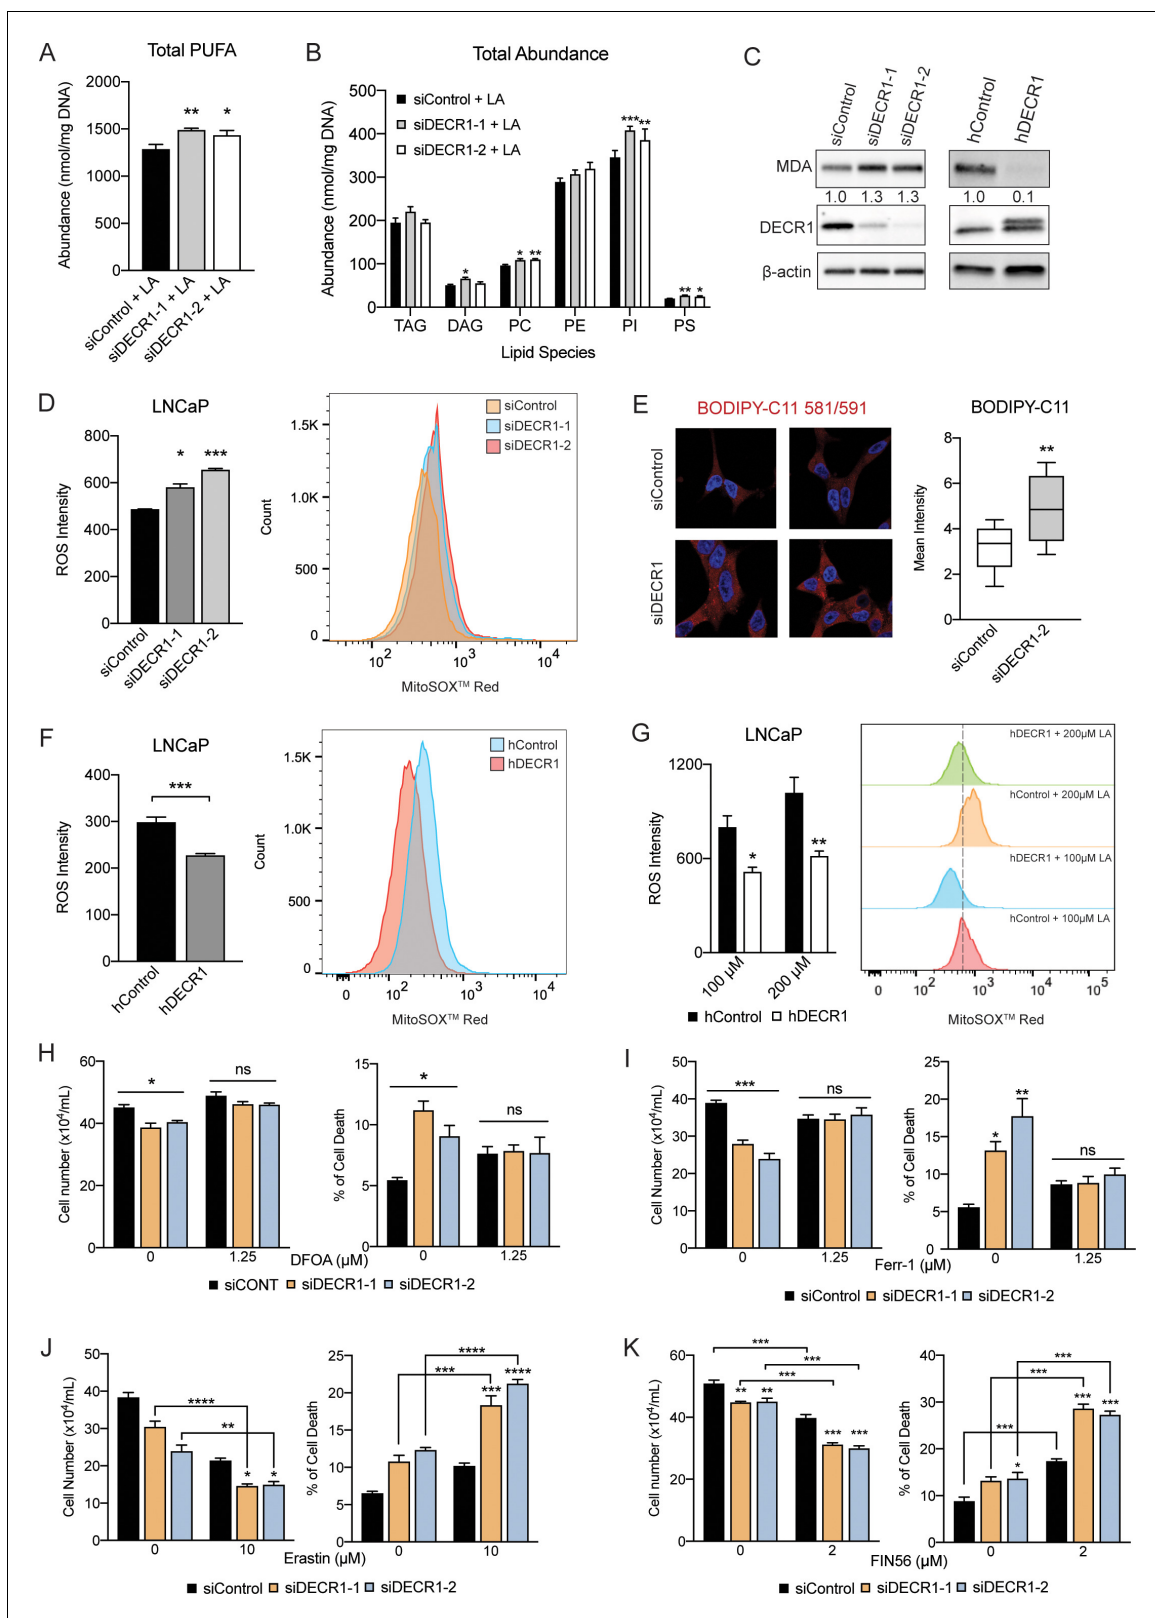 A
Total PUFA
Abundance (nmol/mg DNA)
2000
1500
1000
500
0
** *
siControl + LA
siDECR1-1 + LA
siDECR1-2 + LA
B
Total Abundance
Abundance (nmol/mg DNA)
500
400
300
200
100
0
siControl + LA
siDECR1-1 + LA
siDECR1-2 + LA
* * ** *** ** ** *
TAG DAG PC PE PI PS
Lipid Species
C
siControl siDECR1-1 siDECR1-2 hControl hDECR1
MDA
1.0 1.3 1.3 1.0 0.1
DECR1
β-actin
D
LNCaP
ROS Intensity
800
600
400
200
0
* ***
siControl
siDECR1-1
siDECR1-2
Count
1.5K
1.0K
500
0
siControl
siDECR1-1
siDECR1-2
10² 10³ 10⁴
MitoSOX™ Red
E
BODIPY-C11 581/591
siControl
siDECR1
BODIPY-C11
Mean Intensity
8
6
4
2
0
**
siControl
siDECR1-2
F
LNCaP
ROS Intensity
400
300
200
100
0
***
hControl
hDECR1
Count
1.5K
1.0K
500
0
hControl
hDECR1
0 10² 10³ 10⁴
MitoSOX™ Red
G
LNCaP
ROS Intensity
1200
600
0
* **
100 µM 200 µM
hControl hDECR1
hDECR1 + 200µM LA
hControl + 200µM LA
hDECR1 + 100µM LA
hControl + 100µM LA
0 10² 10³ 10⁴ 10⁵
MitoSOX™ Red
H
Cell number (x10⁴/mL)
60
40
20
0
* ns
0 1.25
% of Cell Death
15
10
5
0
* ns
0 1.25
DFOA (µM)
siCONT siDECR1-1 siDECR1-2
I
Cell Number (x10⁴/mL)
50
40
30
20
10
0
*** ns
0 1.25
% of Cell Death
25
20
15
10
5
0
* ** ns
0 1.25
Ferr-1 (µM)
siControl siDECR1-1 siDECR1-2
J
Cell Number (x10⁴/mL)
50
40
30
20
10
0
****
**
* *
0 10
% of Cell Death
25
20
15
10
5
0
****
***
*** ****
0 10
Erastin (µM)
siControl siDECR1-1 siDECR1-2
K
Cell number (x10⁴/mL)
60
40
20
0
***
***
***
** ** *** ***
0 2
% of Cell Death
40
30
20
10
0
***
***
***
* *** ***
0 2
FIN56 (µM)
siControl siDECR1-1 siDECR1-2